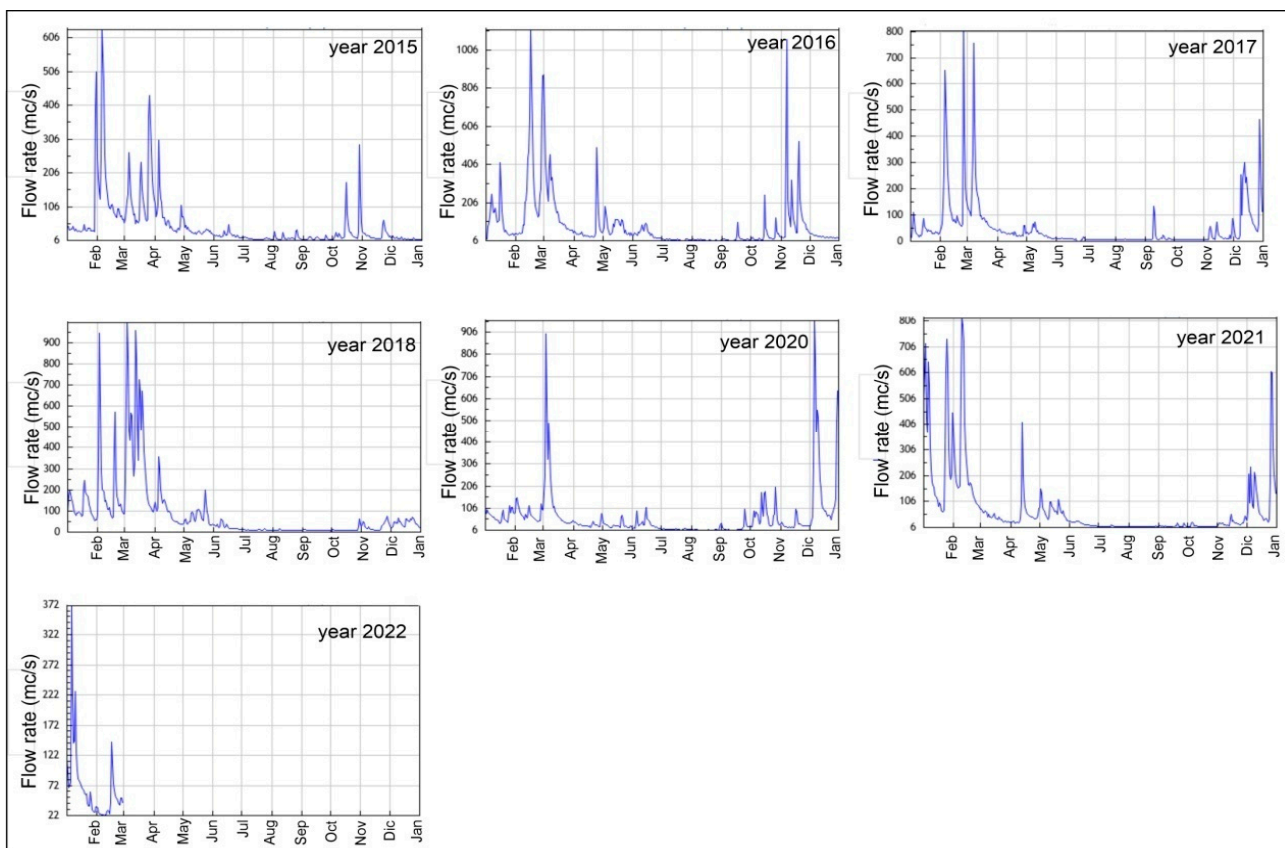 year 2015
Flow rate (mc/s)
606
506
406
306
206
106
6
Feb Mar Apr May Jun Jul Aug Sep Oct Nov Dic Jan
year 2016
Flow rate (mc/s)
1006
806
606
406
206
6
Feb Mar Apr May Jun Jul Aug Sep Oct Nov Dic Jan
year 2017
Flow rate (mc/s)
800
700
600
500
400
300
200
100
0
Feb Mar Apr May Jun Jul Aug Sep Oct Nov Dic Jan
year 2018
Flow rate (mc/s)
900
800
700
600
500
400
300
200
100
0
Feb Mar Apr May Jun Jul Aug Sep Oct Nov Dic Jan
year 2020
Flow rate (mc/s)
906
806
706
606
506
406
306
206
106
6
Feb Mar Apr May Jun Jul Aug Sep Oct Nov Dic Jan
year 2021
Flow rate (mc/s)
806
706
606
506
406
306
206
106
6
Feb Mar Apr May Jun Jul Aug Sep Oct Nov Dic Jan
year 2022
Flow rate (mc/s)
372
322
272
222
172
122
72
22
Feb Mar Apr May Jun Jul Aug Sep Oct Nov Dic Jan